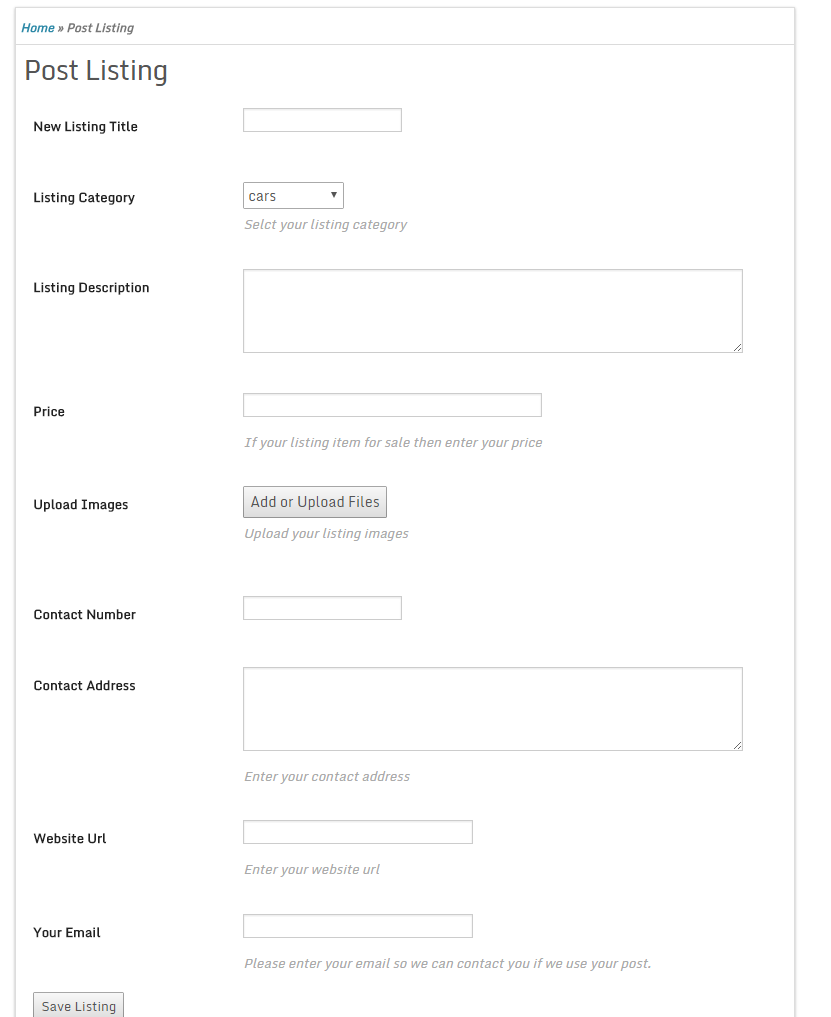 Home » Post Listing
Post Listing
New Listing Title
Listing Category
cars
Selct your listing category
Listing Description
Price
If your listing item for sale then enter your price
Upload Images
Add or Upload Files
Upload your listing images
Contact Number
Contact Address
Enter your contact address
Website Url
Enter your website url
Your Email
Please enter your email so we can contact you if we use your post.
Save Listing